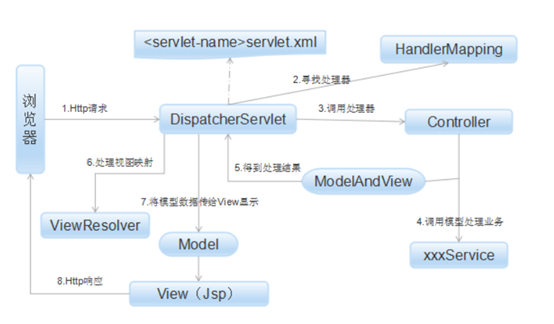 <servlet-name>servlet.xml
HandlerMapping
2.寻找处理器
浏览器
1.Http请求
DispatcherServlet
3.调用处理器
Controller
6.处理视图映射
5.得到处理结果
ModelAndView
7.将模型数据传给View显示
4.调用模型处理业务
ViewResolver
Model
xxxService
8.Http响应
View（Jsp）